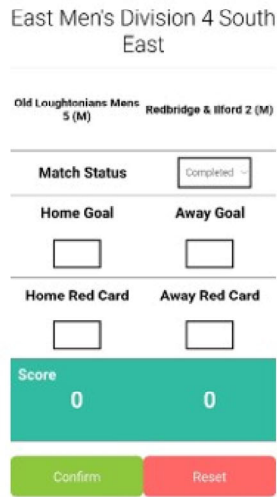 East Men's Division 4 South
East
Old Loughtonians Mens Redbridge & Ilford 2 (M)
5 (M)
Match Status Completed
Home Goal Away Goal
Home Red Card Away Red Card
Score
0 0
Confirm Reset